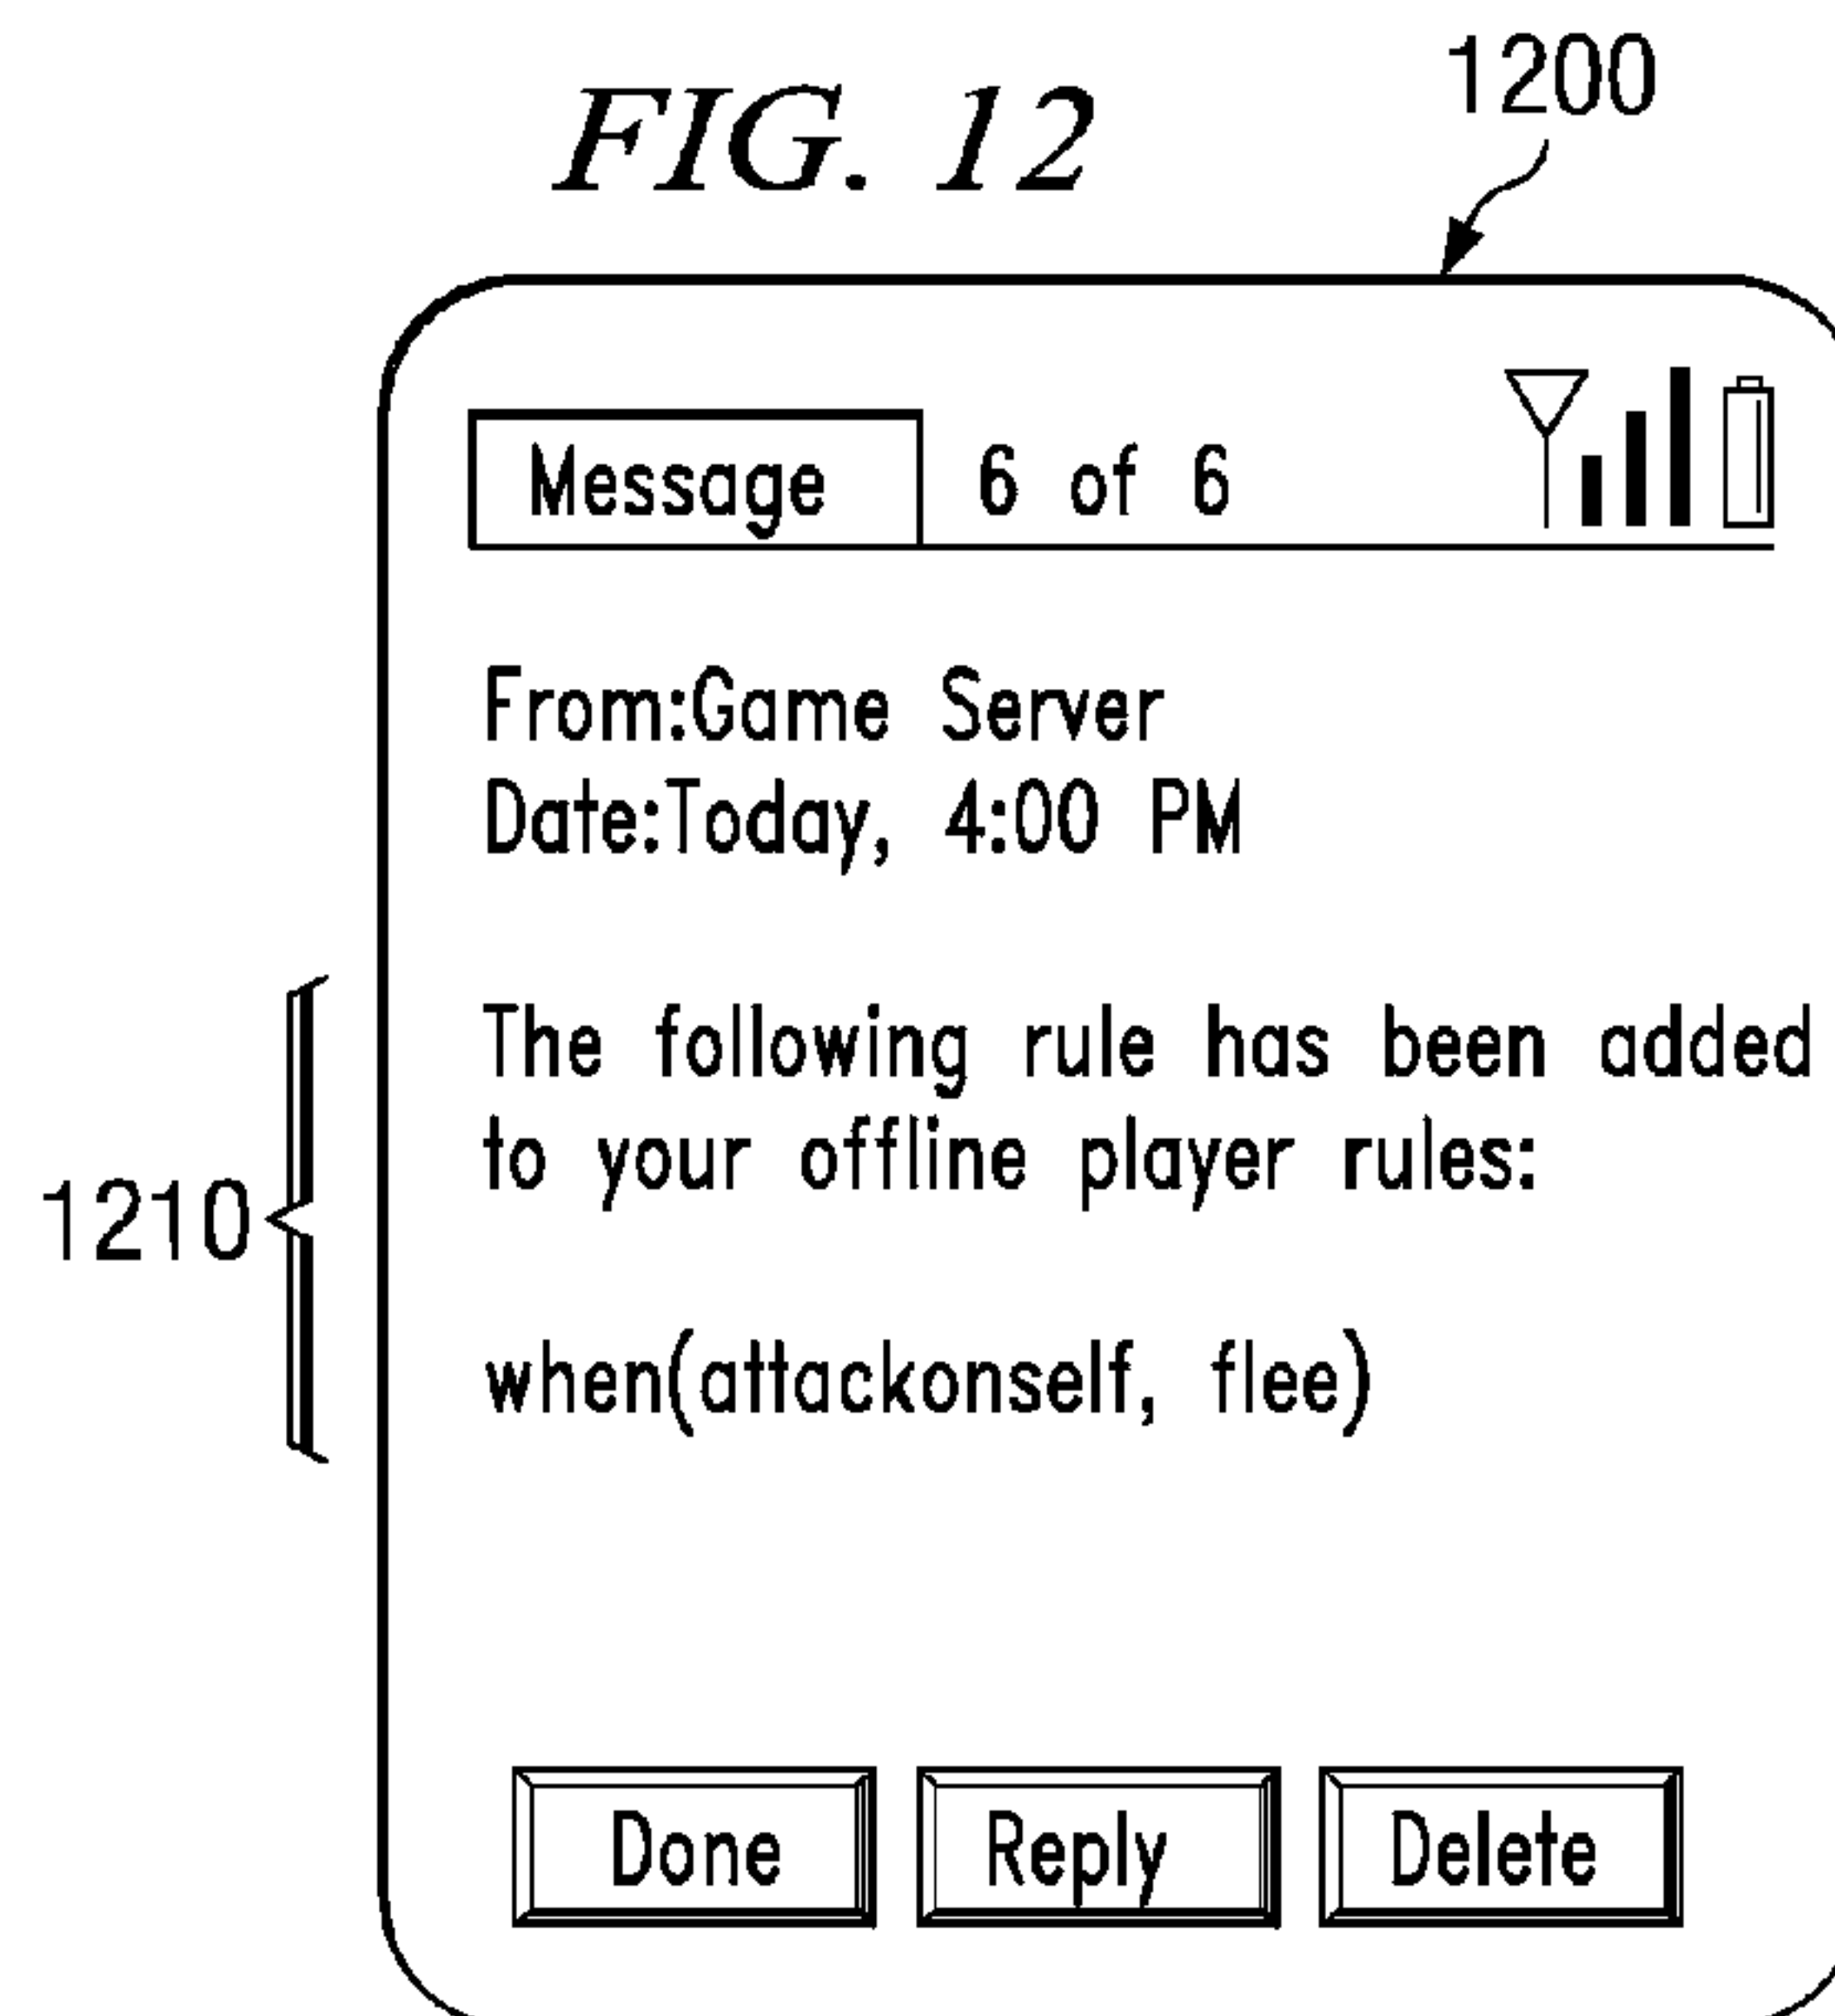 FIG. 12
1200
Message 6 of 6
From:Game Server
Date:Today, 4:00 PM
1210
The following rule has been added
to your offline player rules:
when(attackonself, flee)
Done Reply Delete